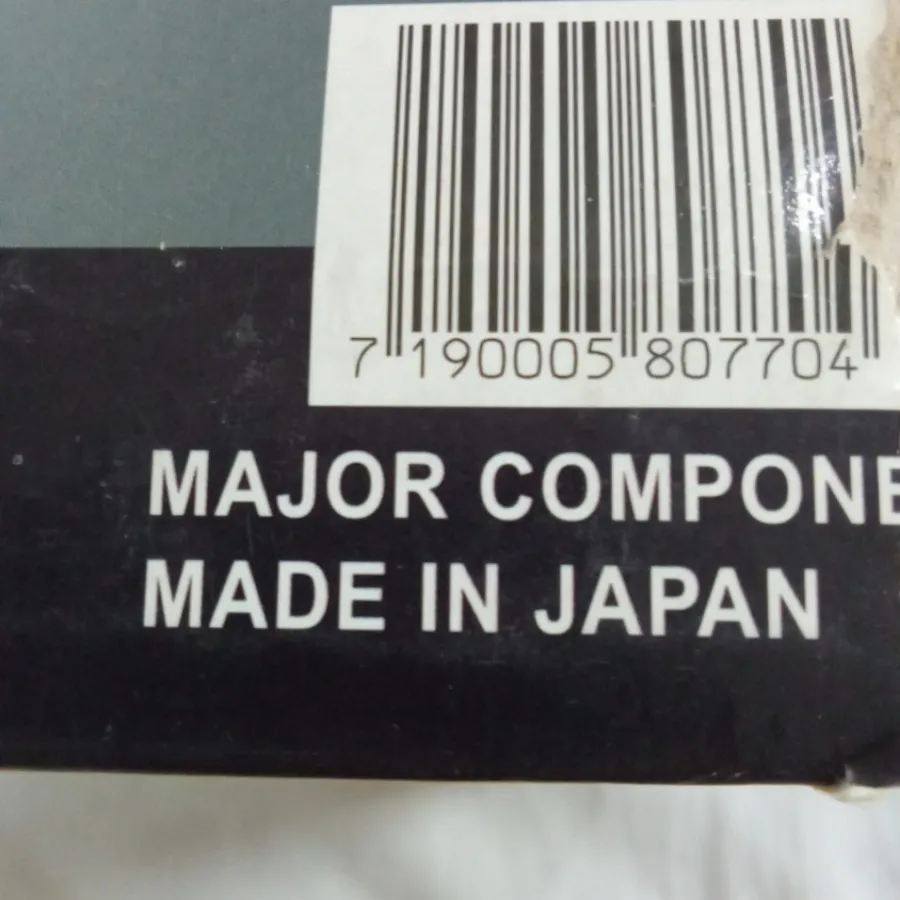 7 190005 807704
MAJOR COMPONE
MADE IN JAPAN